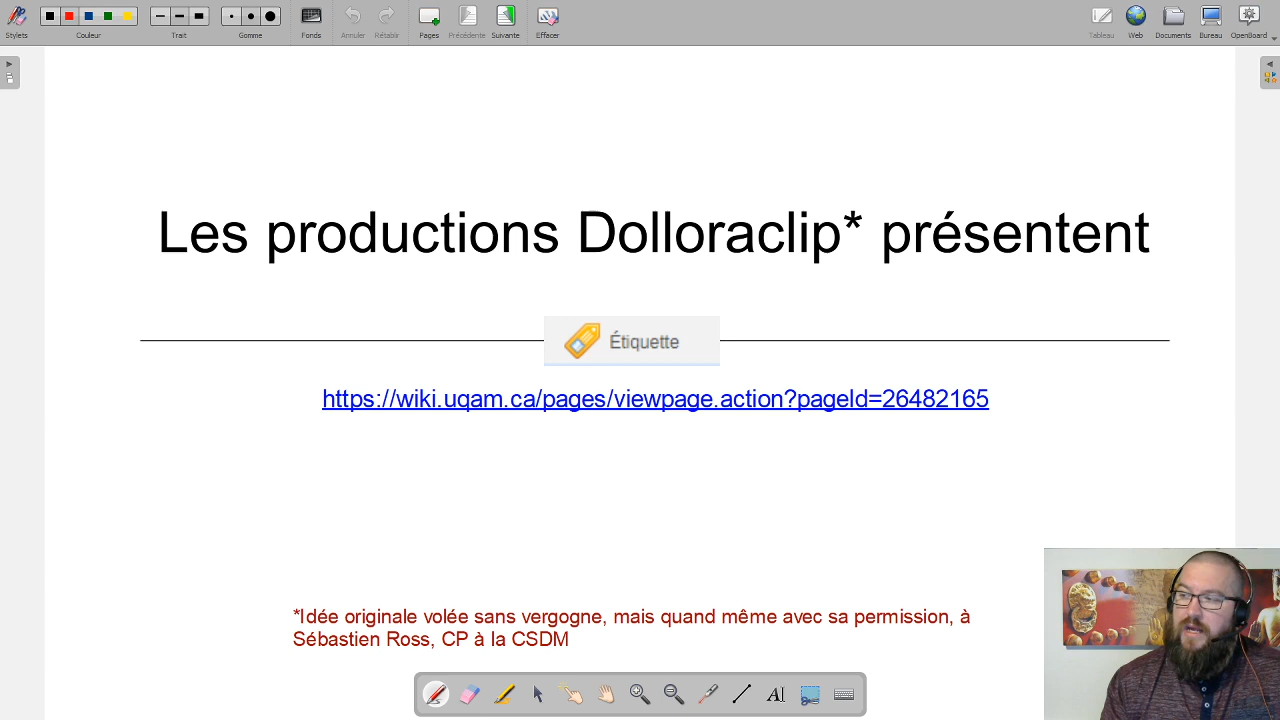 Stylets
Couleur
Trait
Gomme
Fonds
Annuler
Rétablir
Pages
Précédente
Suivante
Effacer
Tableau
Web
Documents
Bureau
OpenBoard
Les productions Dolloraclip* présentent
Étiquette
https://wiki.uqam.ca/pages/viewpage.action?pageId=26482165
*Idée originale volée sans vergogne, mais quand même avec sa permission, à
Sébastien Ross, CP à la CSDM
AI